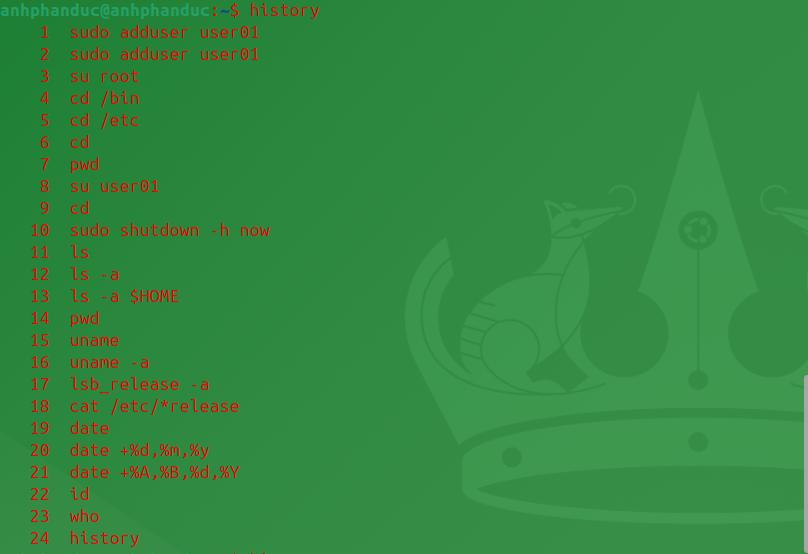 anhphanduc@anhphanduc:~$ history
1 sudo adduser user01
2 sudo adduser user01
3 su root
4 cd /bin
5 cd /etc
6 cd
7 pwd
8 su user01
9 cd
10 sudo shutdown -h now
11 ls
12 ls -a
13 ls -a $HOME
14 pwd
15 uname
16 uname -a
17 lsb_release -a
18 cat /etc/*release
19 date
20 date +%d,%m,%y
21 date +%A,%B,%d,%Y
22 id
23 who
24 history